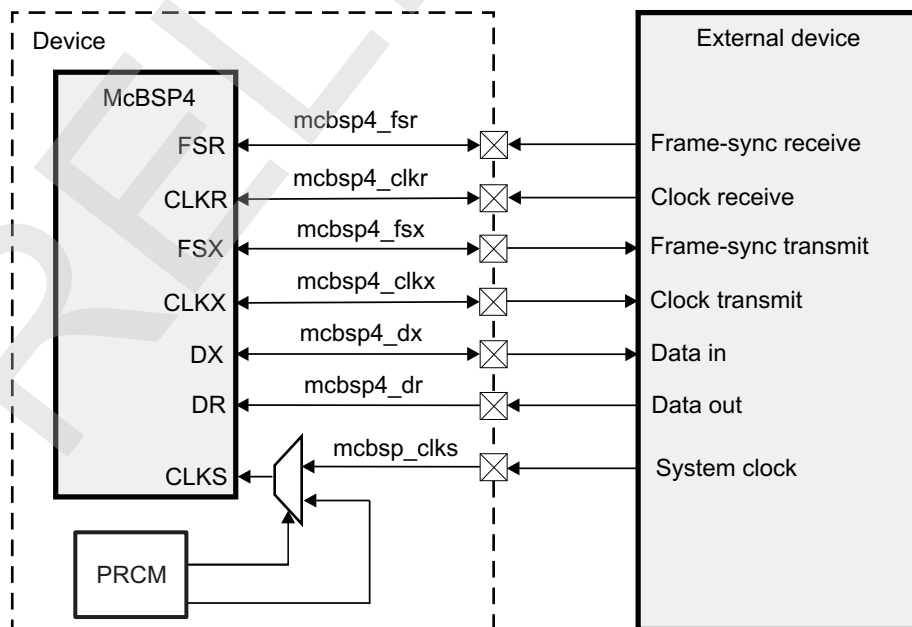 Device
External device
McBSP4
FSR
mcbsp4_fsr
Frame-sync receive
CLKR
mcbsp4_clkr
Clock receive
FSX
mcbsp4_fsx
Frame-sync transmit
CLKX
mcbsp4_clkx
Clock transmit
DX
mcbsp4_dx
Data in
DR
mcbsp4_dr
Data out
CLKS
mcbsp_clks
System clock
PRCM